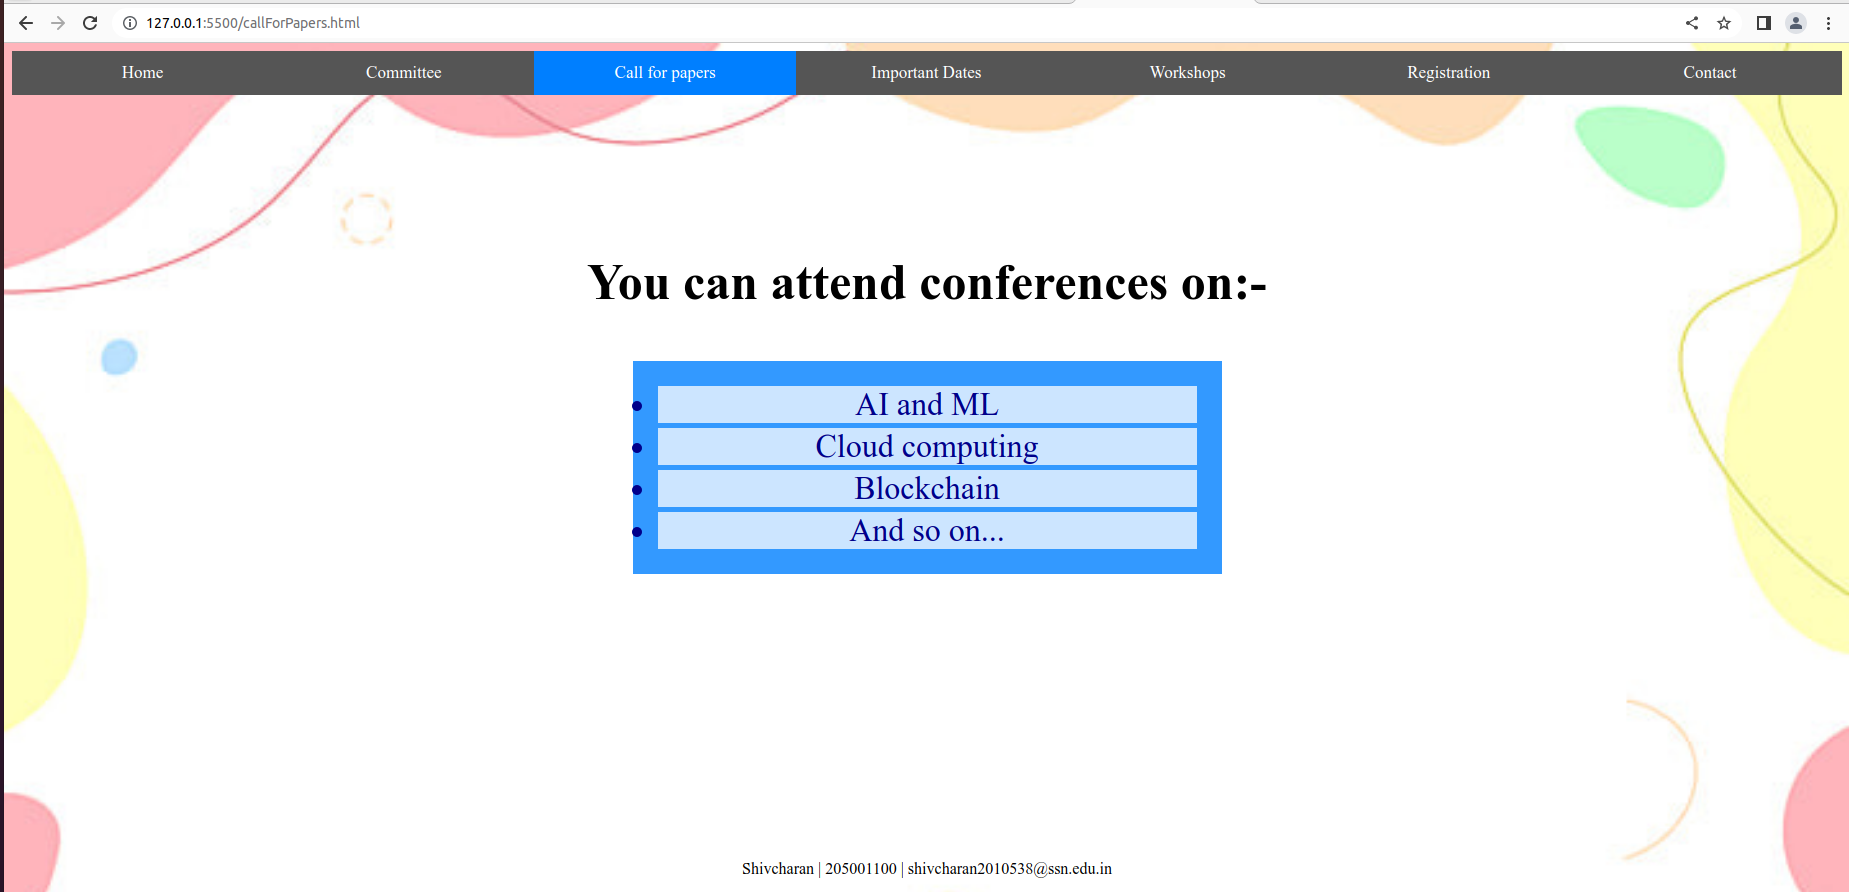 127.0.0.1:5500/callForPapers.html
Home Committee Call for papers Important Dates Workshops Registration Contact
You can attend conferences on:-
AI and ML
Cloud computing
Blockchain
And so on...
Shivcharan | 205001100 | shivcharan2010538@ssn.edu.in